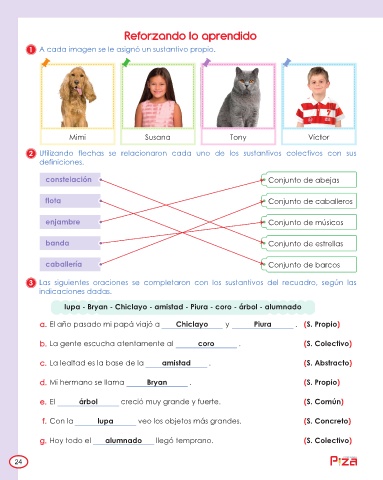 Reforzando lo aprendido
1 A cada imagen se le asignó un sustantivo propio.
Mimi Susana Tony Víctor
2 Utilizando flechas se relacionaron cada uno de los sustantivos colectivos con sus
definiciones.
constelación Conjunto de abejas
flota Conjunto de caballeros
enjambre Conjunto de músicos
banda Conjunto de estrellas
caballería Conjunto de barcos
3 Las siguientes oraciones se completaron con los sustantivos del recuadro, según las
indicaciones dadas.
lupa - Bryan - Chiclayo - amistad - Piura - coro - árbol - alumnado
a. El año pasado mi papá viajó a Chiclayo y Piura . (S. Propio)
b. La gente escucha atentamente al coro . (S. Colectivo)
c. La lealtad es la base de la amistad . (S. Abstracto)
d. Mi hermano se llama Bryan . (S. Propio)
e. El árbol creció muy grande y fuerte. (S. Común)
f. Con la lupa veo los objetos más grandes. (S. Concreto)
g. Hoy todo el alumnado llegó temprano. (S. Colectivo)
24